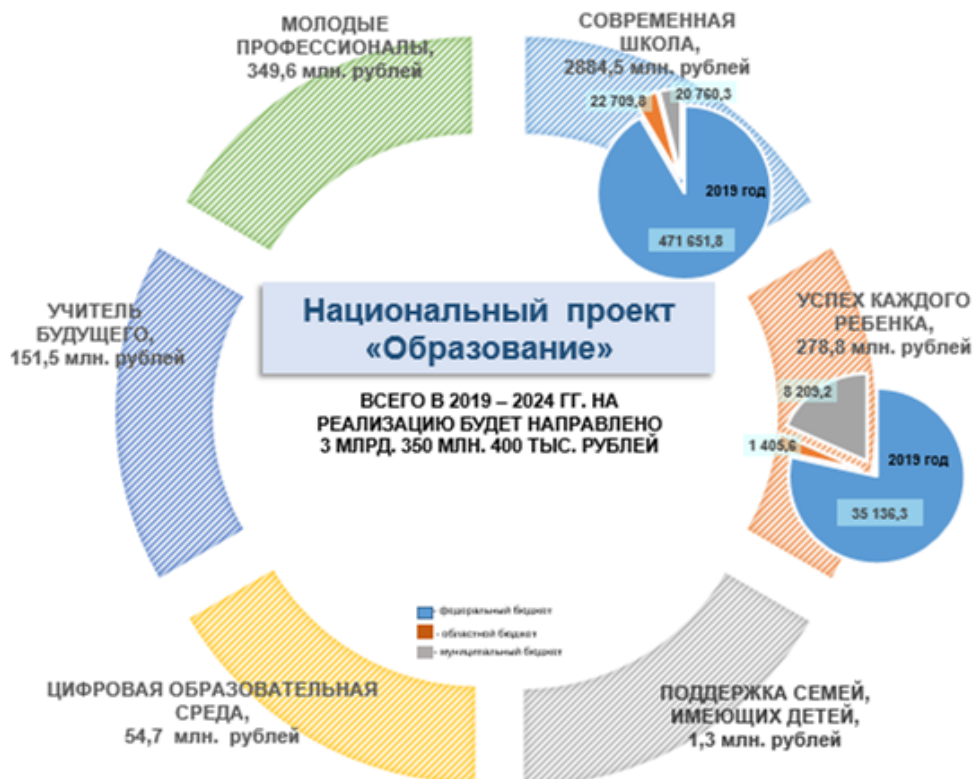 МОЛОДЫЕ
ПРОФЕССИОНАЛЫ,
349,6 млн. рублей
СОВРЕМЕННАЯ
ШКОЛА,
2884,5 млн. рублей
22 709,8
20 760,3
2019 год
471 651,8
УЧИТЕЛЬ
БУДУЩЕГО,
151,5 млн. рублей
Национальный проект
«Образование»
ВСЕГО В 2019 – 2024 ГГ. НА
РЕАЛИЗАЦИЮ БУДЕТ НАПРАВЛЕНО
3 МЛРД. 350 МЛН. 400 ТЫС. РУБЛЕЙ
УСПЕХ КАЖДОГО
РЕБЕНКА,
278,8 млн. рублей
8 209,2
1 405,6
2019 год
35 136,3
- федеральный бюджет
- областной бюджет
- муниципальный бюджет
ЦИФРОВАЯ ОБРАЗОВАТЕЛЬНАЯ
СРЕДА,
54,7 млн. рублей
ПОДДЕРЖКА СЕМЕЙ,
ИМЕЮЩИХ ДЕТЕЙ,
1,3 млн. рублей